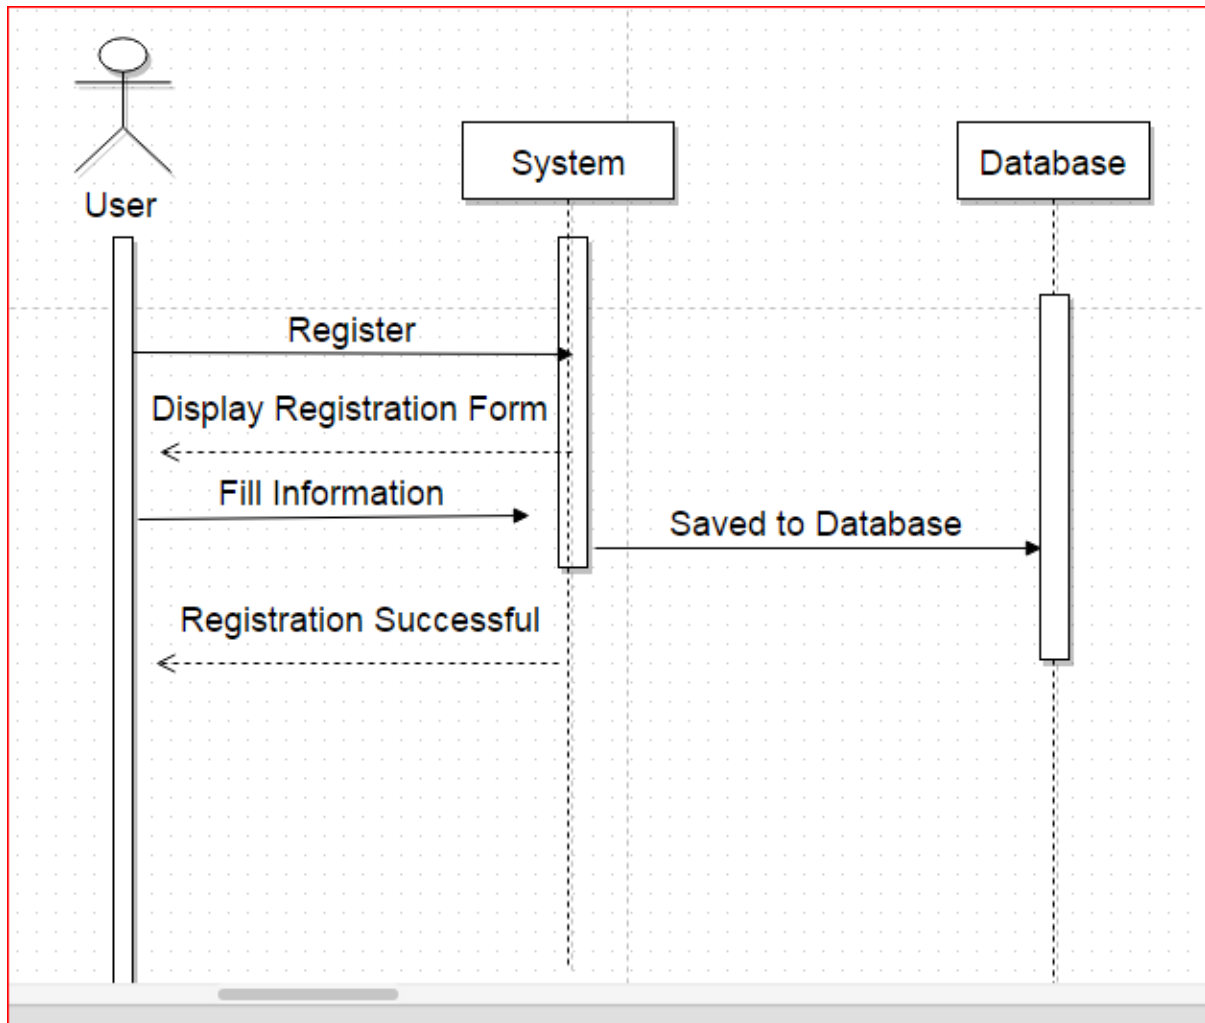 User
System
Database
Register
Display Registration Form
Fill Information
Saved to Database
Registration Successful